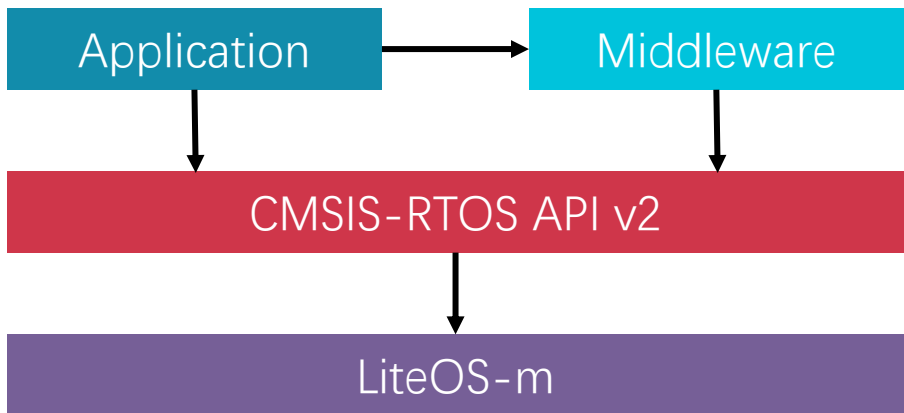 Application
Middleware
CMSIS-RTOS API v2
LiteOS-m